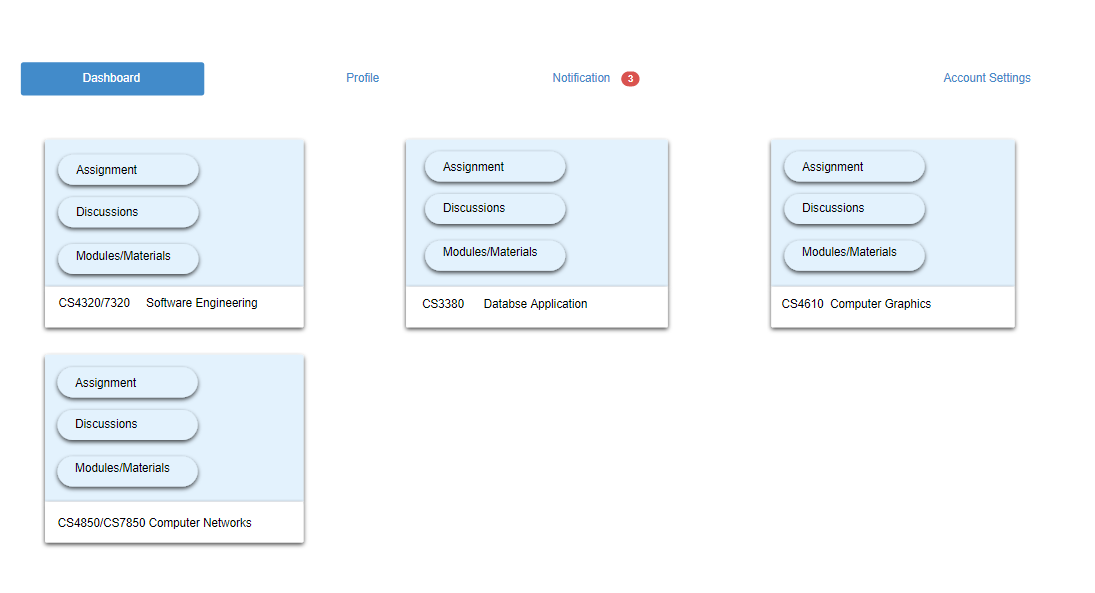 Dashboard Profile Notification 3 Account Settings
Assignment
Discussions
Modules/Materials
CS4320/7320 Software Engineering
Assignment
Discussions
Modules/Materials
CS3380 Databse Application
Assignment
Discussions
Modules/Materials
CS4610 Computer Graphics
Assignment
Discussions
Modules/Materials
CS4850/CS7850 Computer Networks